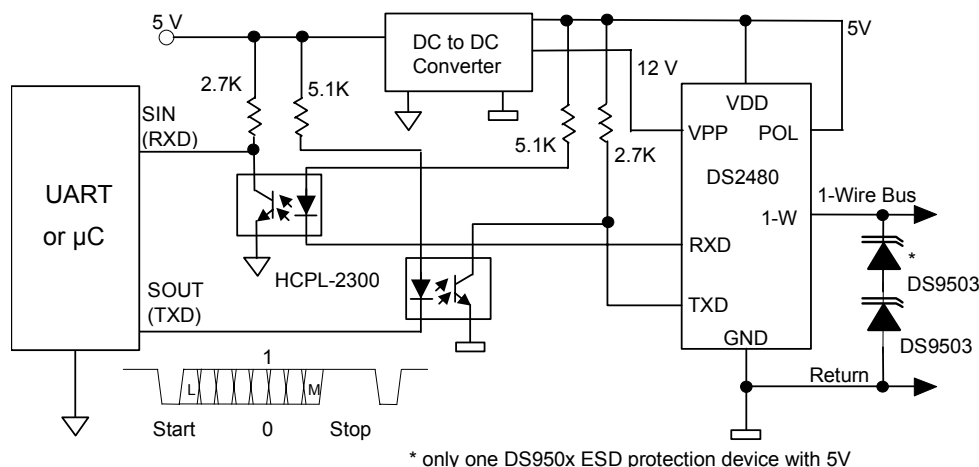 5 V
DC to DC
Converter
5V
12 V
2.7K
5.1K
5.1K
2.7K
SIN
(RXD)
UART
or µC
VDD
VPP
POL
DS2480
1-W
1-Wire Bus
RXD
HCPL-2300
*
DS9503
SOUT
(TXD)
TXD
GND
DS9503
1
L
M
Return
Start
0
Stop
* only one DS950x ESD protection device with 5V